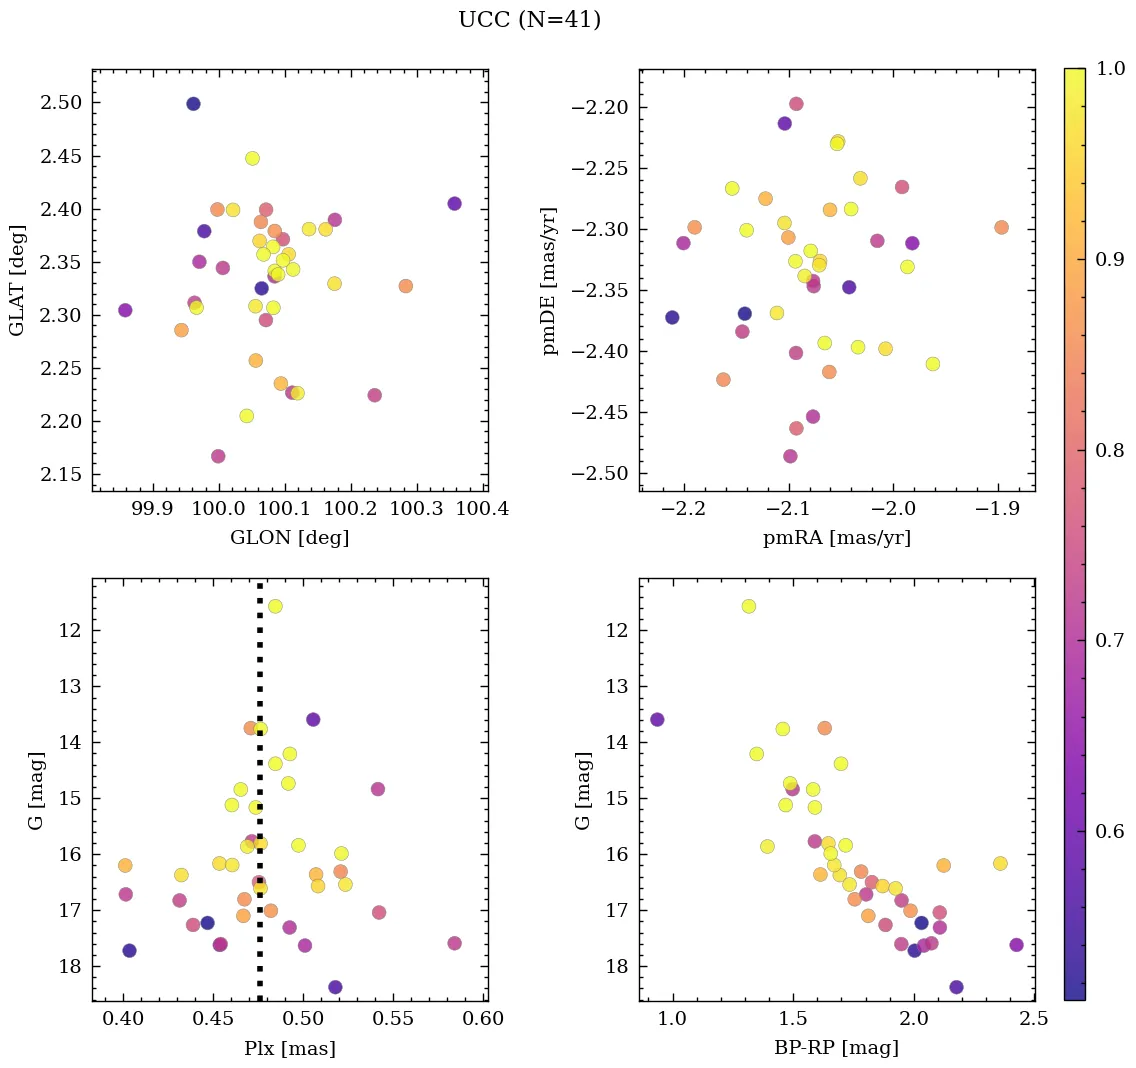 UCC (N=41)
2.50
2.45
2.40
2.35
2.30
2.25
2.20
2.15
GLAT [deg]
99.9 100.0 100.1 100.2 100.3 100.4
GLON [deg]
−2.20
−2.25
−2.30
−2.35
−2.40
−2.45
−2.50
pmDE [mas/yr]
−2.2 −2.1 −2.0 −1.9
pmRA [mas/yr]
12
13
14
15
16
17
18
G [mag]
0.40 0.45 0.50 0.55 0.60
Plx [mas]
12
13
14
15
16
17
18
G [mag]
1.0 1.5 2.0 2.5
BP-RP [mag]
1.0
0.9
0.8
0.7
0.6